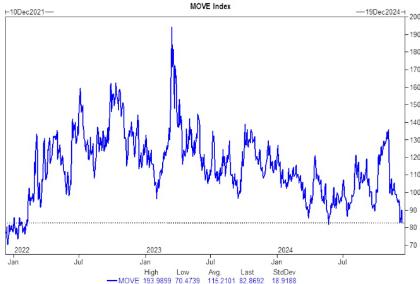 MOVE Index
10Dec2021
19Dec2024
200
190
180
170
160
150
140
130
120
110
100
90
80
70
2022
2023
2024
Jan Jul Jan Jul Jan Jul
High Low Avg. Last StdDev
MOVE 193.9899 70.4739 115.2101 82.8692 18.9188